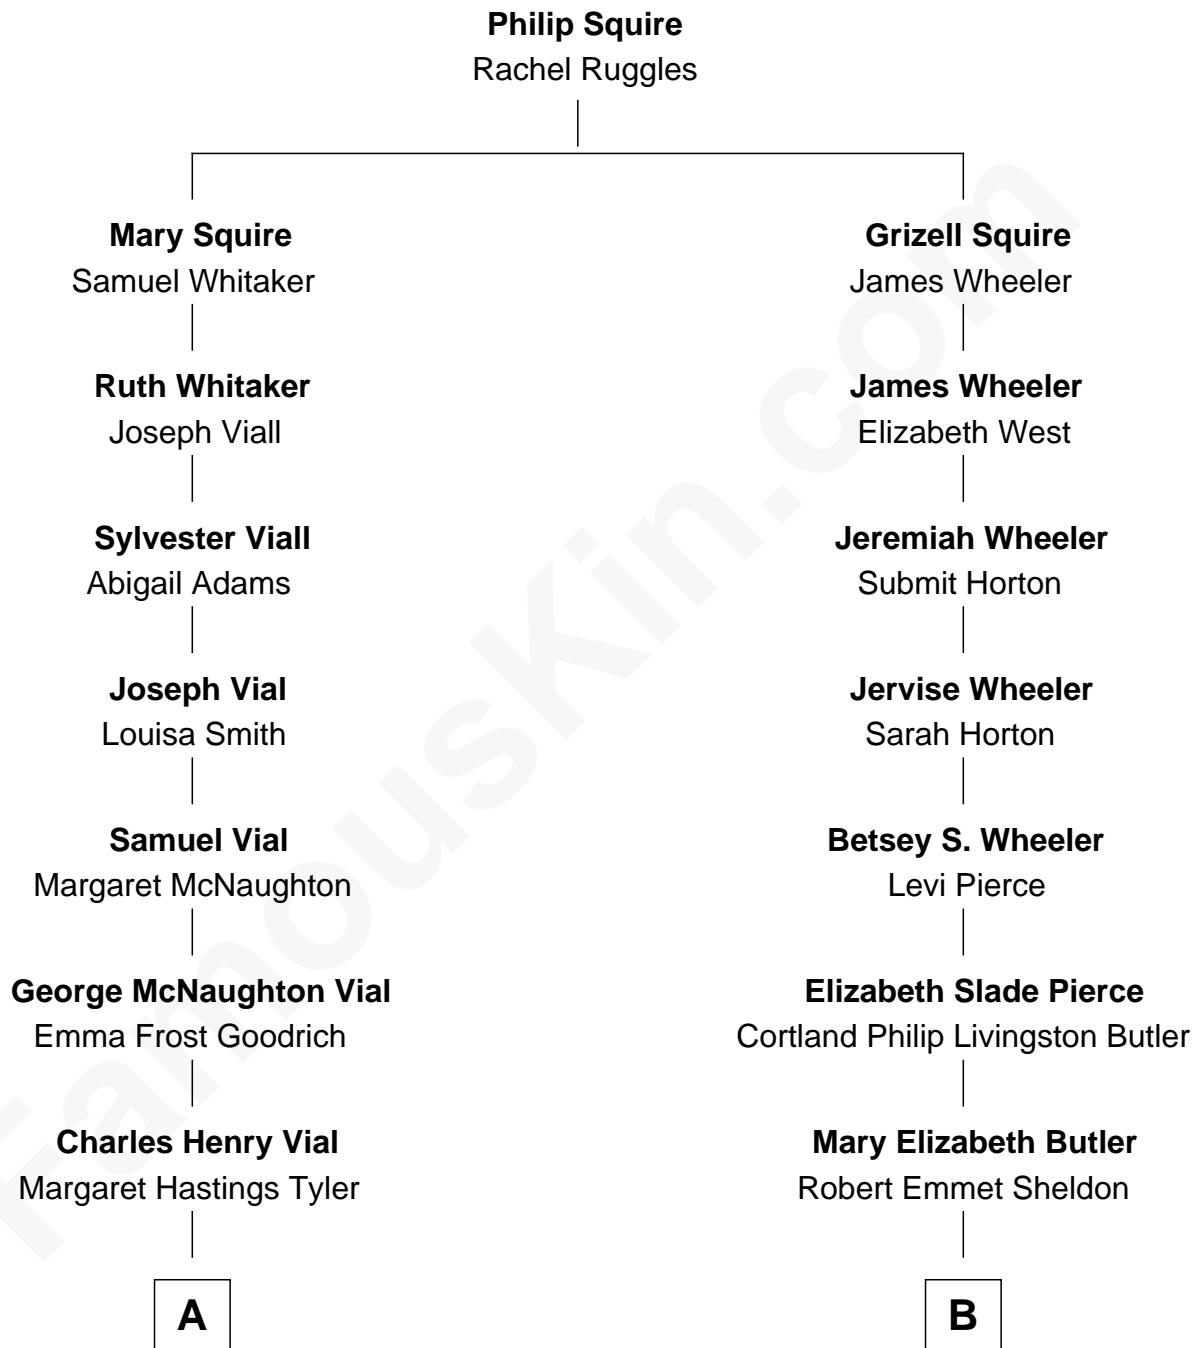 Philip Squire
Rachel Ruggles
Mary Squire
Samuel Whitaker
Grizell Squire
James Wheeler
Ruth Whitaker
Joseph Viall
James Wheeler
Elizabeth West
Sylvester Viall
Abigail Adams
Jeremiah Wheeler
Submit Horton
Joseph Vial
Louisa Smith
Jervise Wheeler
Sarah Horton
Samuel Vial
Margaret McNaughton
Betsey S. Wheeler
Levi Pierce
George McNaughton Vial
Emma Frost Goodrich
Elizabeth Slade Pierce
Cortland Philip Livingston Butler
Charles Henry Vial
Margaret Hastings Tyler
Mary Elizabeth Butler
Robert Emmet Sheldon
A
B
FamousKin.com